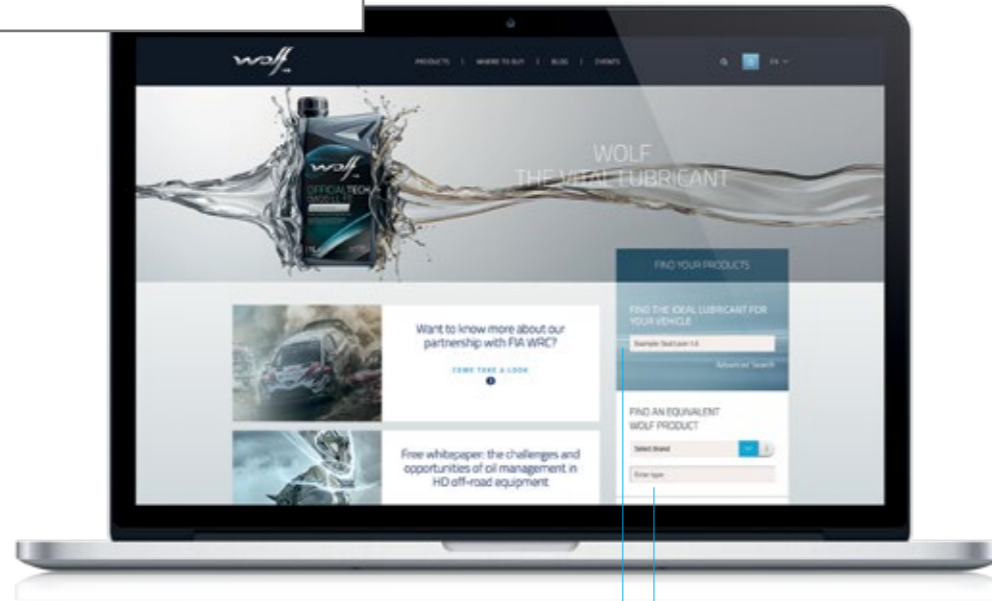 wolf
PRODUCTS | WHERE TO BUY | BLOG | EVENTS
EN
wolf
OFFICIALTECH
WOLF
THE VITAL LUBRICANT
FIND YOUR PRODUCTS
FIND THE IDEAL LUBRICANT FOR
YOUR VEHICLE
Advanced Search
Want to know more about our
partnership with FIA WRC?
COME TAKE A LOOK
FIND AN EQUIVALENT
WOLF PRODUCT
Select Brand
Enter type
Free whitepaper: the challenges and
opportunities of oil management in
HD off-road equipment